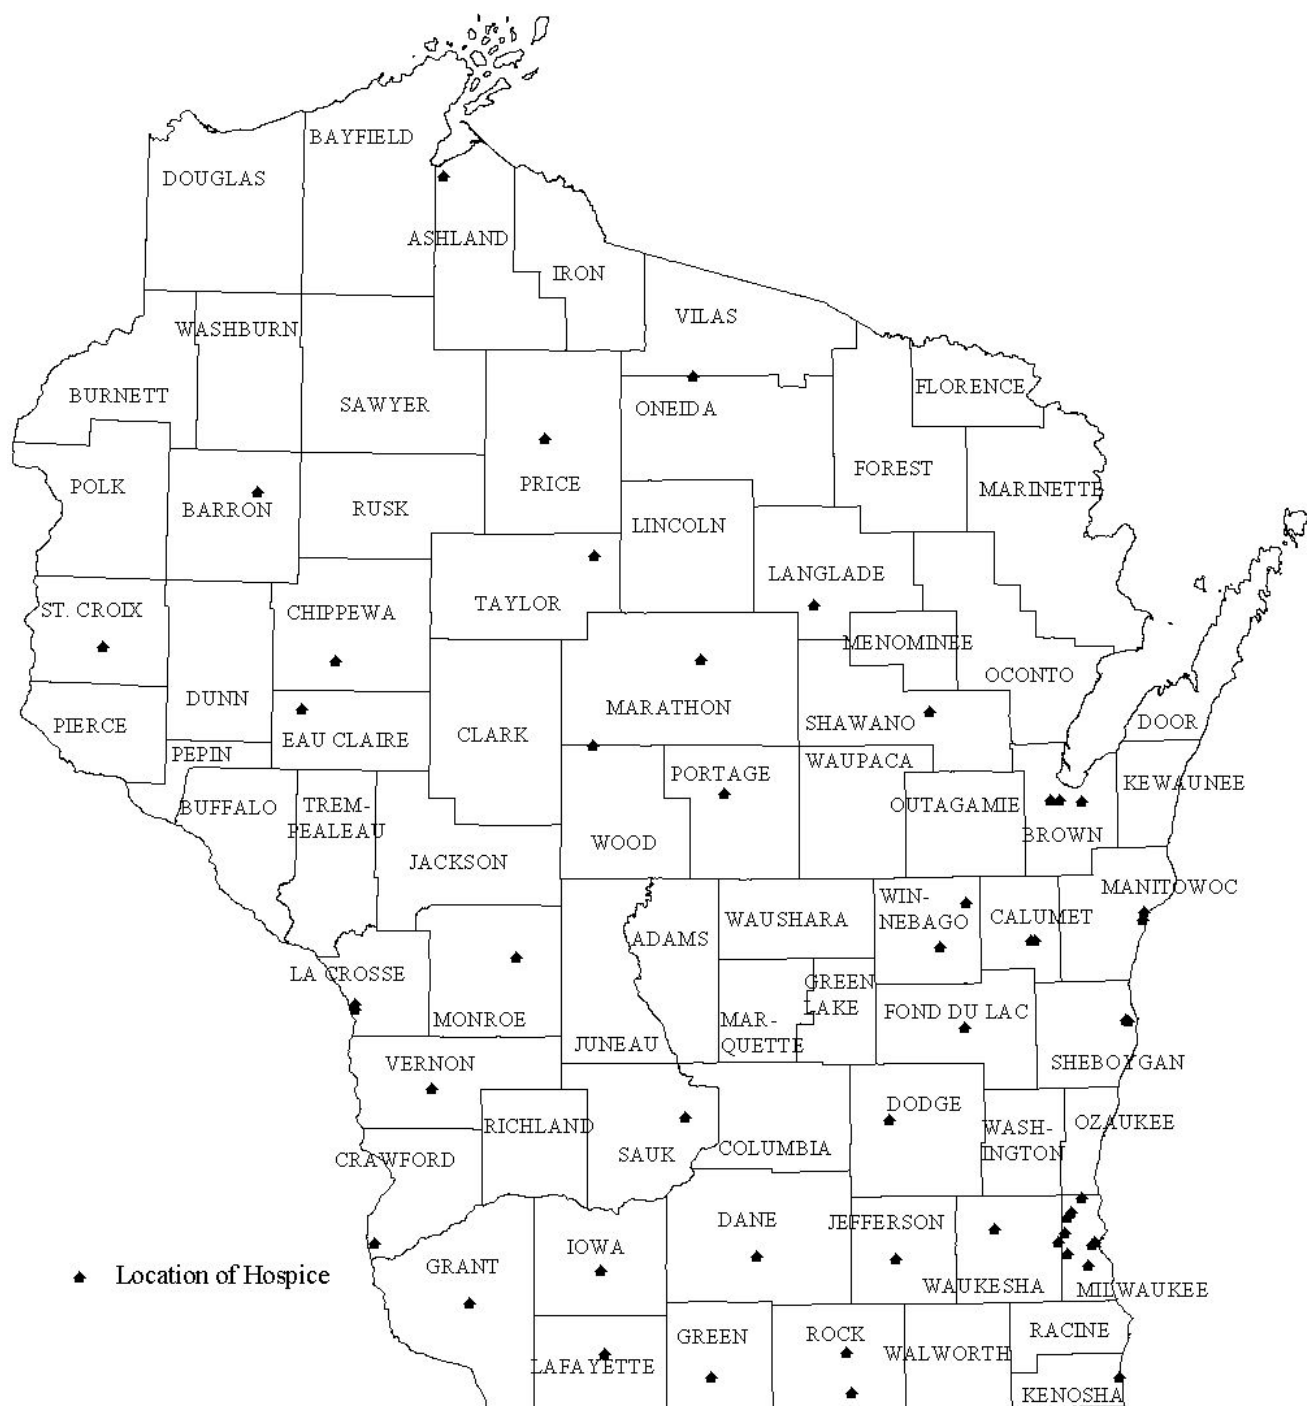 BAYFIELD
DOUGLAS
ASHLAND
IRON
VILAS
WASHBURN
FLORENCE
BURNETT
SAWYER
ONEIDA
FOREST
POLK
PRICE
MARINETTE
BARRON
RUSK
LINCOLN
LANGLADE
TAYLOR
ST. CROIX
CHIPPEWA
MENOMINEE
OCONTO
DUNN
MARATHON
SHAWANO
DOOR
PIERCE
EAU CLAIRE
CLARK
PEPIN
WAUPACA
PORTAGE
KEWAUNEE
BUFFALO
TREM-
PEALEAU
OUTAGAMIE
BROWN
WOOD
JACKSON
MANITOWOC
WIN-
NEBAGO
CALUMET
WAUSHARA
ADAMS
LA CROSSE
GREEN
LAKE
FOND DU LAC
MONROE
MAR-
QUETTE
JUNEAU
SHEBOYGAN
VERNON
DODGE
OZAUKEE
RICHLAND
WASH-
INGTON
SAUK
COLUMBIA
CRAWFORD
DANE
JEFFERSON
IOWA
GRANT
Location of Hospice
WAUKESHA
MILWAUKEE
RACINE
GREEN
ROCK
WALWORTH
LAFAYETTE
KENOSHA